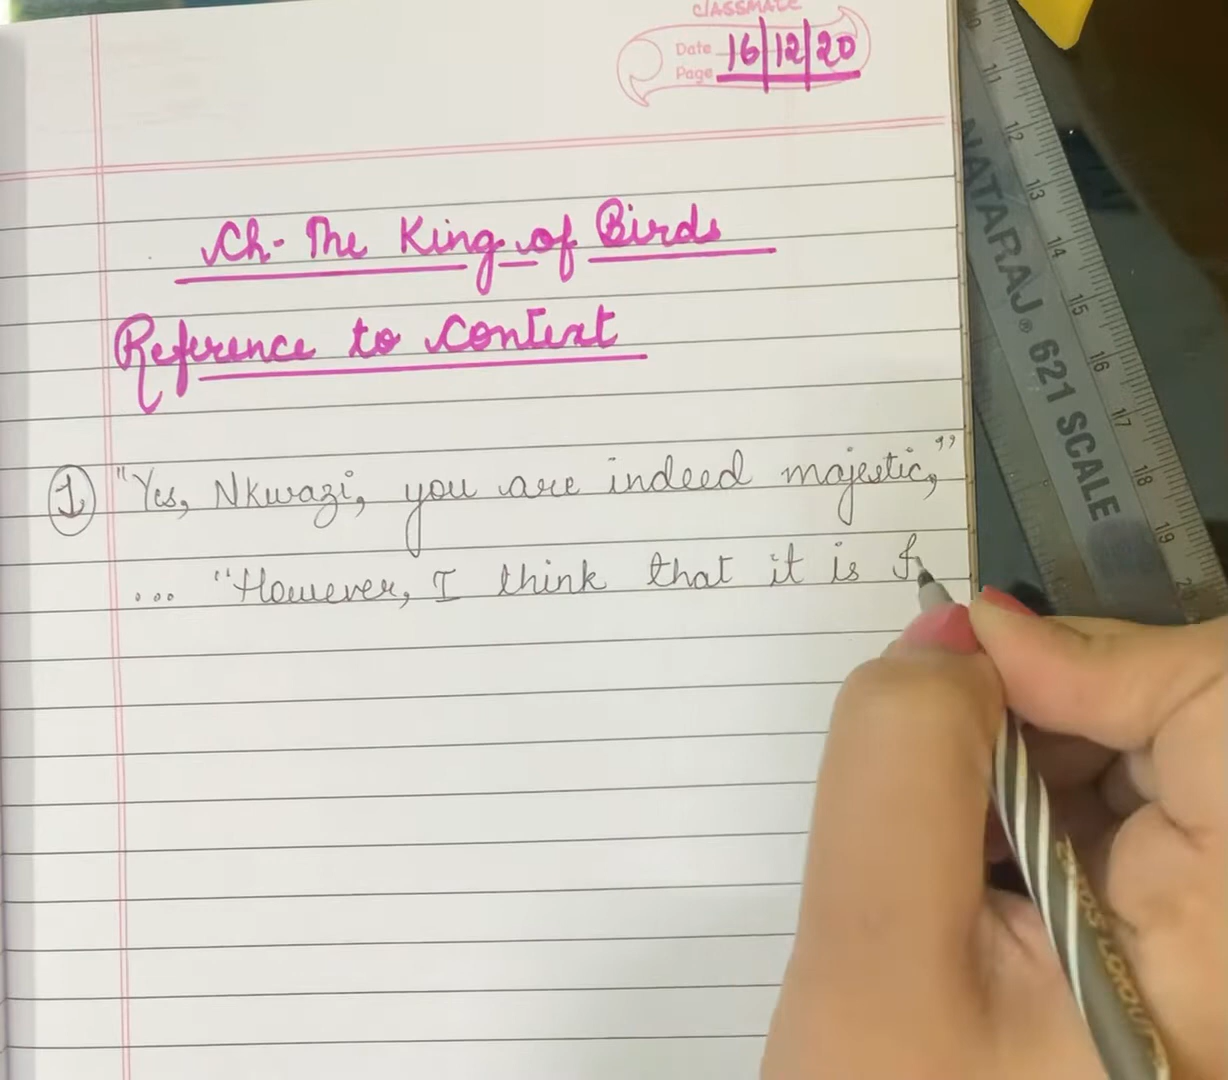 CLASSMATE
Date 16/12/20
Page
Ch- The King of Birds
Reference to Context
1 "Yes, Nkwazi, you are indeed majestic,"
... "However, I think that it is I
10 11 12 13 14 15 16 17 18 19 20
NATARAJ® 621 SCALE